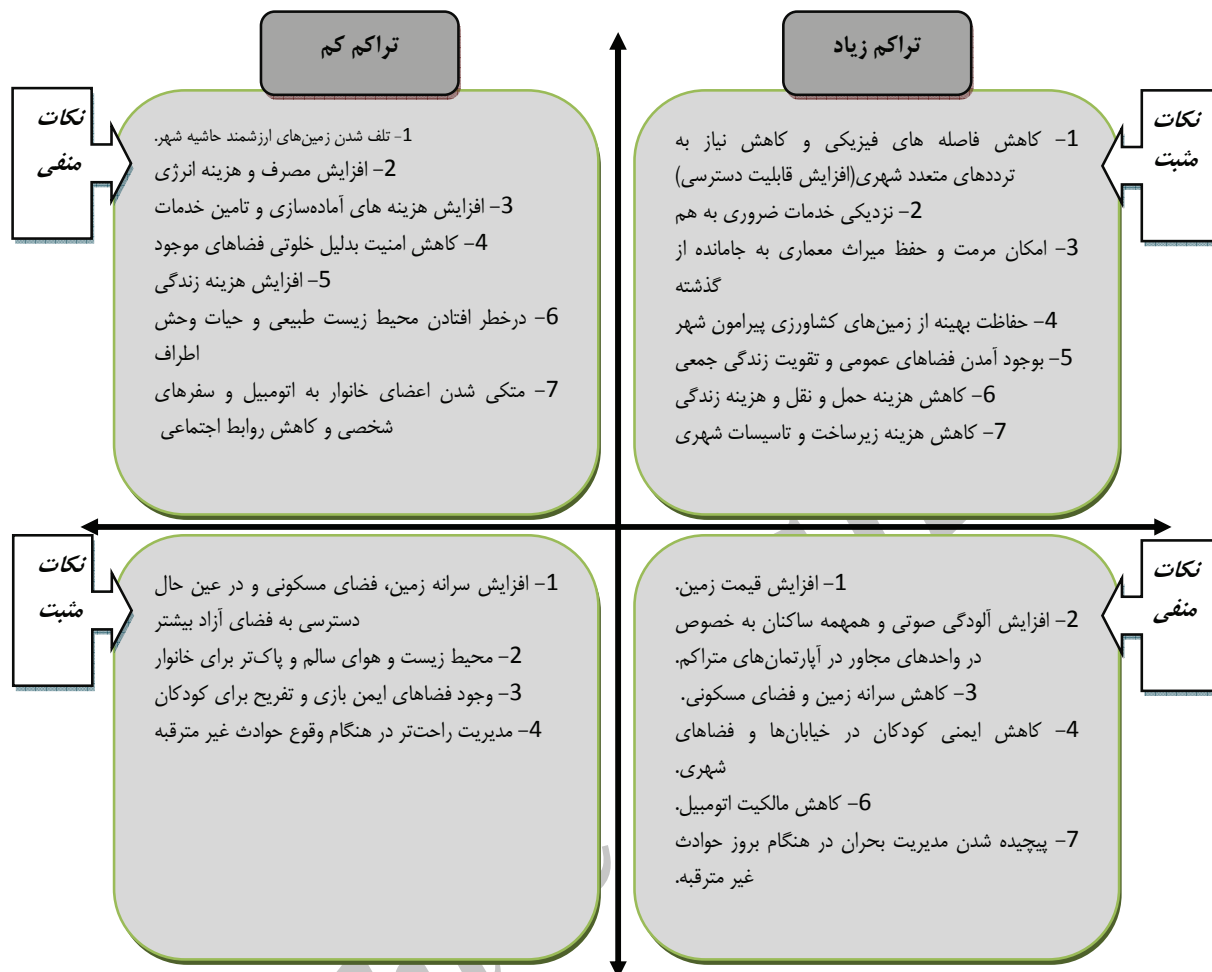 تراکم زیاد
نکات
مثبت
1- کاهش فاصله های فیزیکی و کاهش نیاز به
ترددهای متعدد شهری(افزایش قابلیت دسترسی)
2- نزدیکی خدمات ضروری به هم
3- امکان مرمت و حفظ میراث معماری به جامانده از
گذشته
4- حفاظت بهینه از زمین‌های کشاورزی پیرامون شهر
5- بوجود آمدن فضاهای عمومی و تقویت زندگی جمعی
6- کاهش هزینه حمل و نقل و هزینه زندگی
7- کاهش هزینه زیرساخت و تاسیسات شهری
تراکم کم
نکات
منفی
1- تلف شدن زمین‌های ارزشمند حاشیه شهر.
2- افزایش مصرف و هزینه انرژی
3- افزایش هزینه های آماده‌سازی و تامین خدمات
4- کاهش امنیت بدلیل خلوتی فضاهای موجود
5- افزایش هزینه زندگی
6- درخطر افتادن محیط زیست طبیعی و حیات وحش
اطراف
7- متکی شدن اعضای خانوار به اتومبیل و سفرهای
شخصی و کاهش روابط اجتماعی
نکات
منفی
1- افزایش قیمت زمین.
2- افزایش آلودگی صوتی و همهمه ساکنان به خصوص
در واحدهای مجاور در آپارتمان‌های متراکم.
3- کاهش سرانه زمین و فضای مسکونی.
4- کاهش ایمنی کودکان در خیابان‌ها و فضاهای
شهری.
6- کاهش مالکیت اتومبیل.
7- پیچیده شدن مدیریت بحران در هنگام بروز حوادث
غیر مترقبه.
نکات
مثبت
1- افزایش سرانه زمین، فضای مسکونی و در عین حال
دسترسی به فضای آزاد بیشتر
2- محیط زیست و هوای سالم و پاک‌تر برای خانوار
3- وجود فضاهای ایمن بازی و تفریح برای کودکان
4- مدیریت راحت‌تر در هنگام وقوع حوادث غیر مترقبه